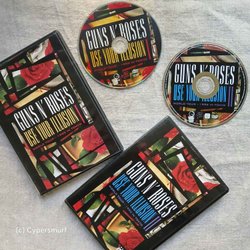 GUNS N' ROSES
USE YOUR ILLUSION I
GUNS N' ROSES
USE YOUR ILLUSION II
GUNS N' ROSES
USE YOUR ILLUSION I
GUNS N' ROSES
USE YOUR ILLUSION II
(c) Cypersmurf